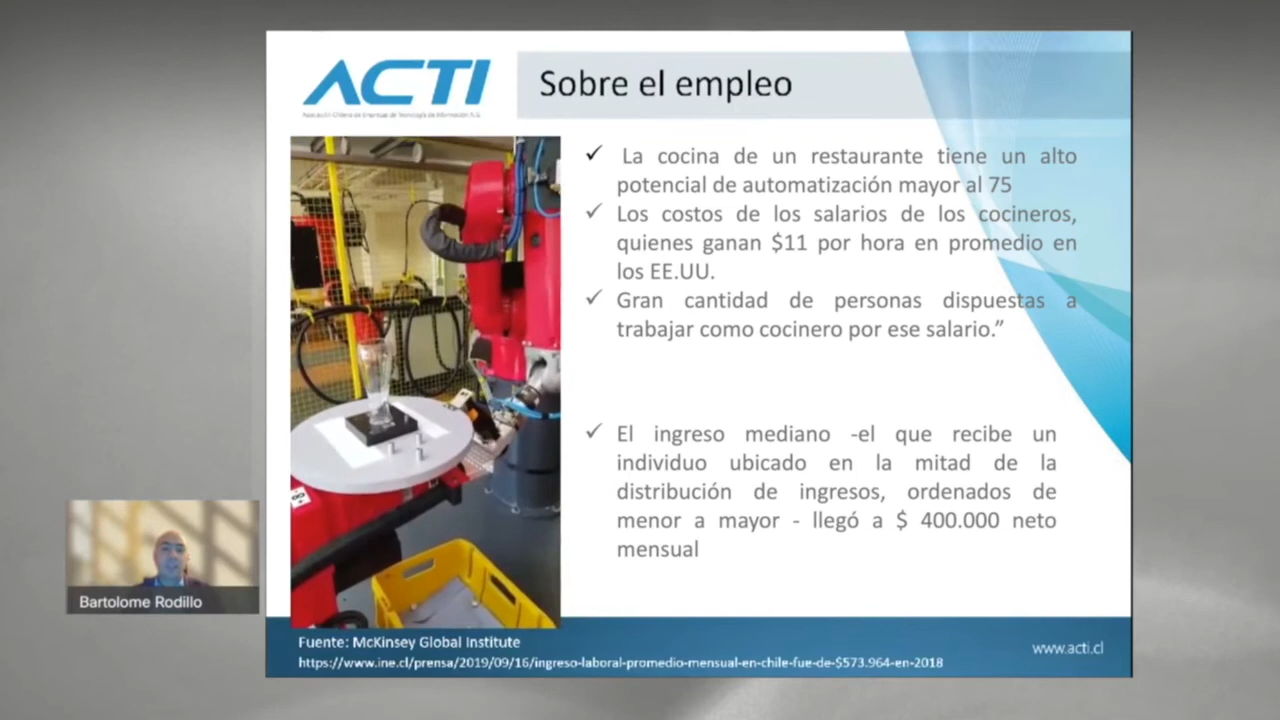 ACTI
Asociación Chilena de Empresas de Tecnología de Información A.G.
Sobre el empleo
✓ La cocina de un restaurante tiene un alto
potencial de automatización mayor al 75
✓ Los costos de los salarios de los cocineros,
quienes ganan $11 por hora en promedio en
los EE.UU.
✓ Gran cantidad de personas dispuestas a
trabajar como cocinero por ese salario.”
✓ El ingreso mediano -el que recibe un
individuo ubicado en la mitad de la
distribución de ingresos, ordenados de
menor a mayor - llegó a $ 400.000 neto
mensual
Bartolome Rodillo
Fuente: McKinsey Global Institute
https://www.ine.cl/prensa/2019/09/16/ingreso-laboral-promedio-mensual-en-chile-fue-de-$573.964-en-2018
www.acti.cl